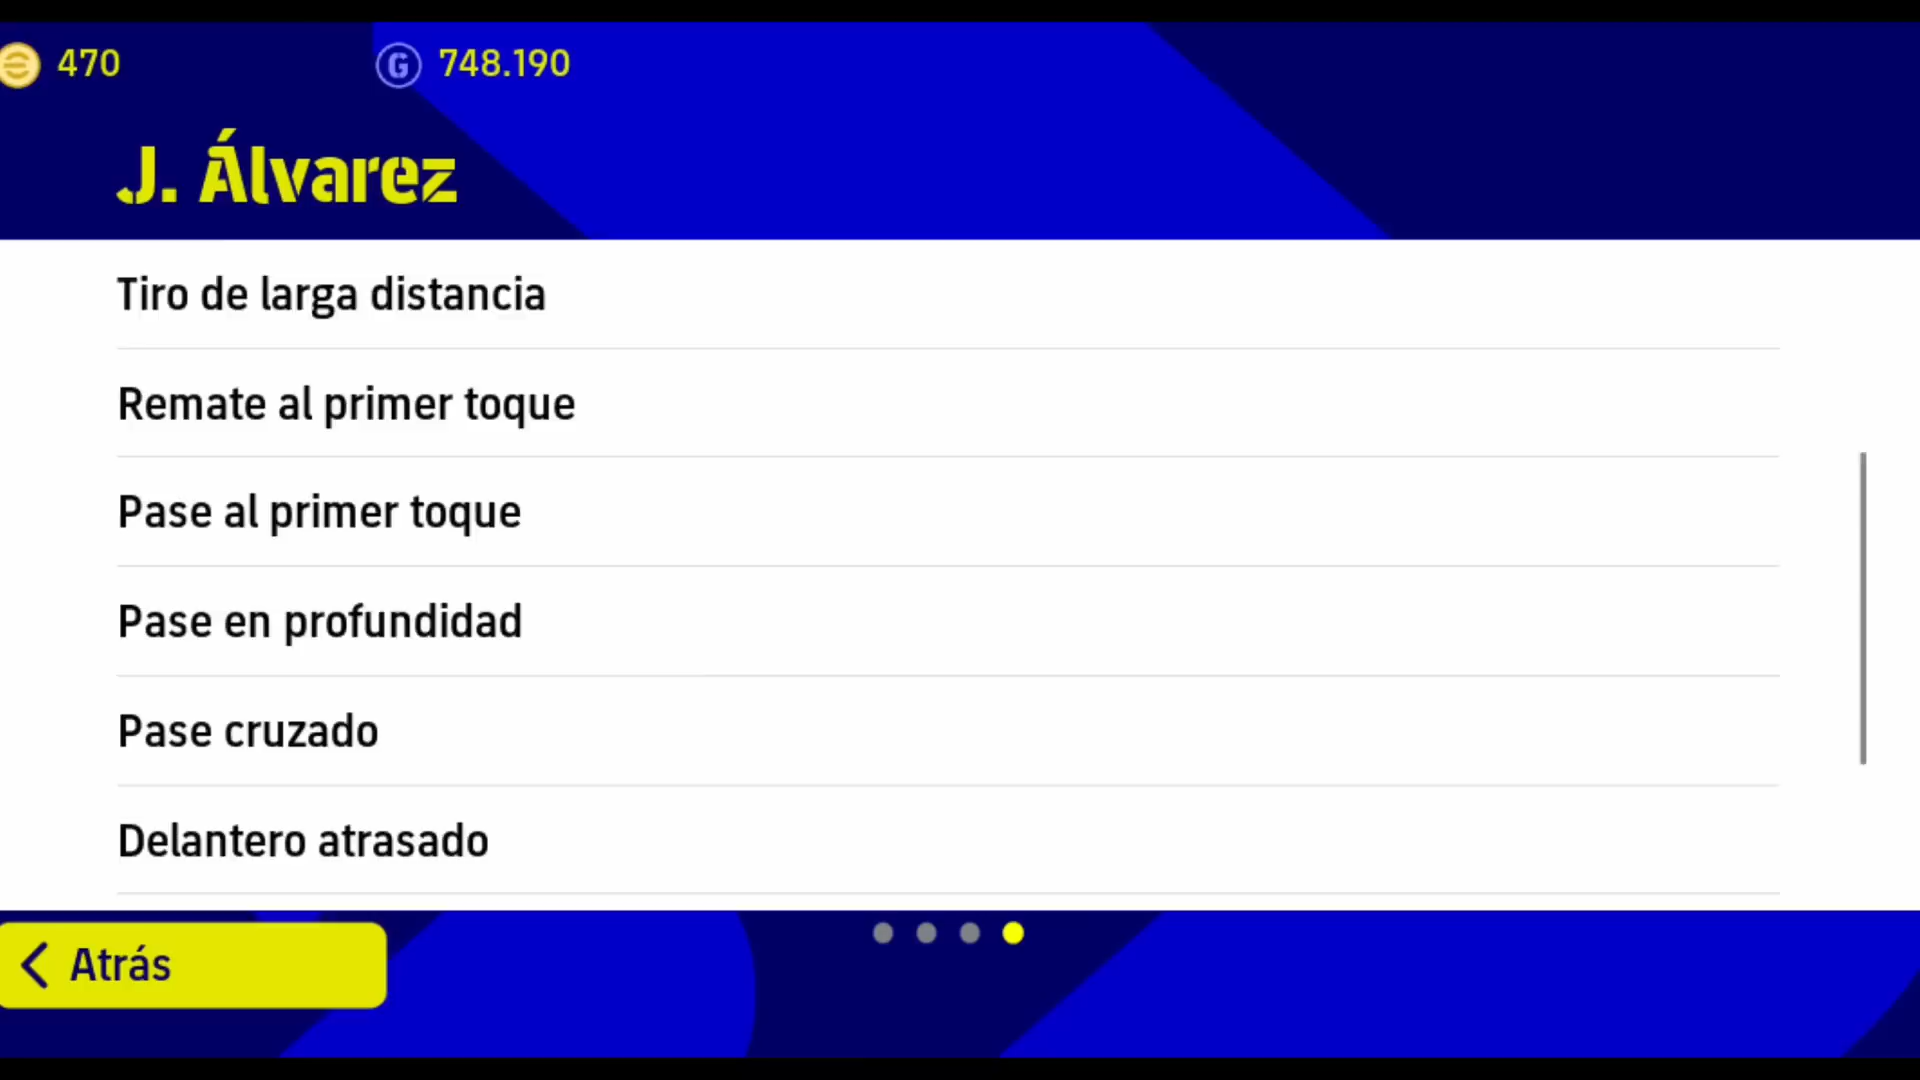 470
G 748.190
J. Álvarez
Tiro de larga distancia
Remate al primer toque
Pase al primer toque
Pase en profundidad
Pase cruzado
Delantero atrasado
Atrás